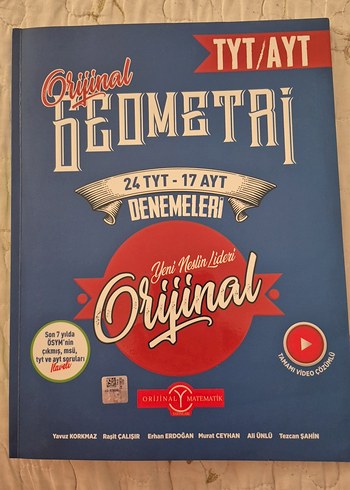 TYT/AYT
Orijinal
GEOMETRi
24 TYT - 17 AYT
DENEMELERİ
Yeni Neslin Lideri
Orijinal
Son 7 yılda
ÖSYM'nin
çıkmış, msü,
tyt ve ayt soruları
İlaveli
TAMAMI VIDEO ÇÖZÜMLÜ
ORİJİNAL MATEMATİK
Yavuz KORKMAZ Raşit ÇALIŞIR Erhan ERDOĞAN Murat CEYHAN Ali ÜNLÜ Tezcan ŞAHİN